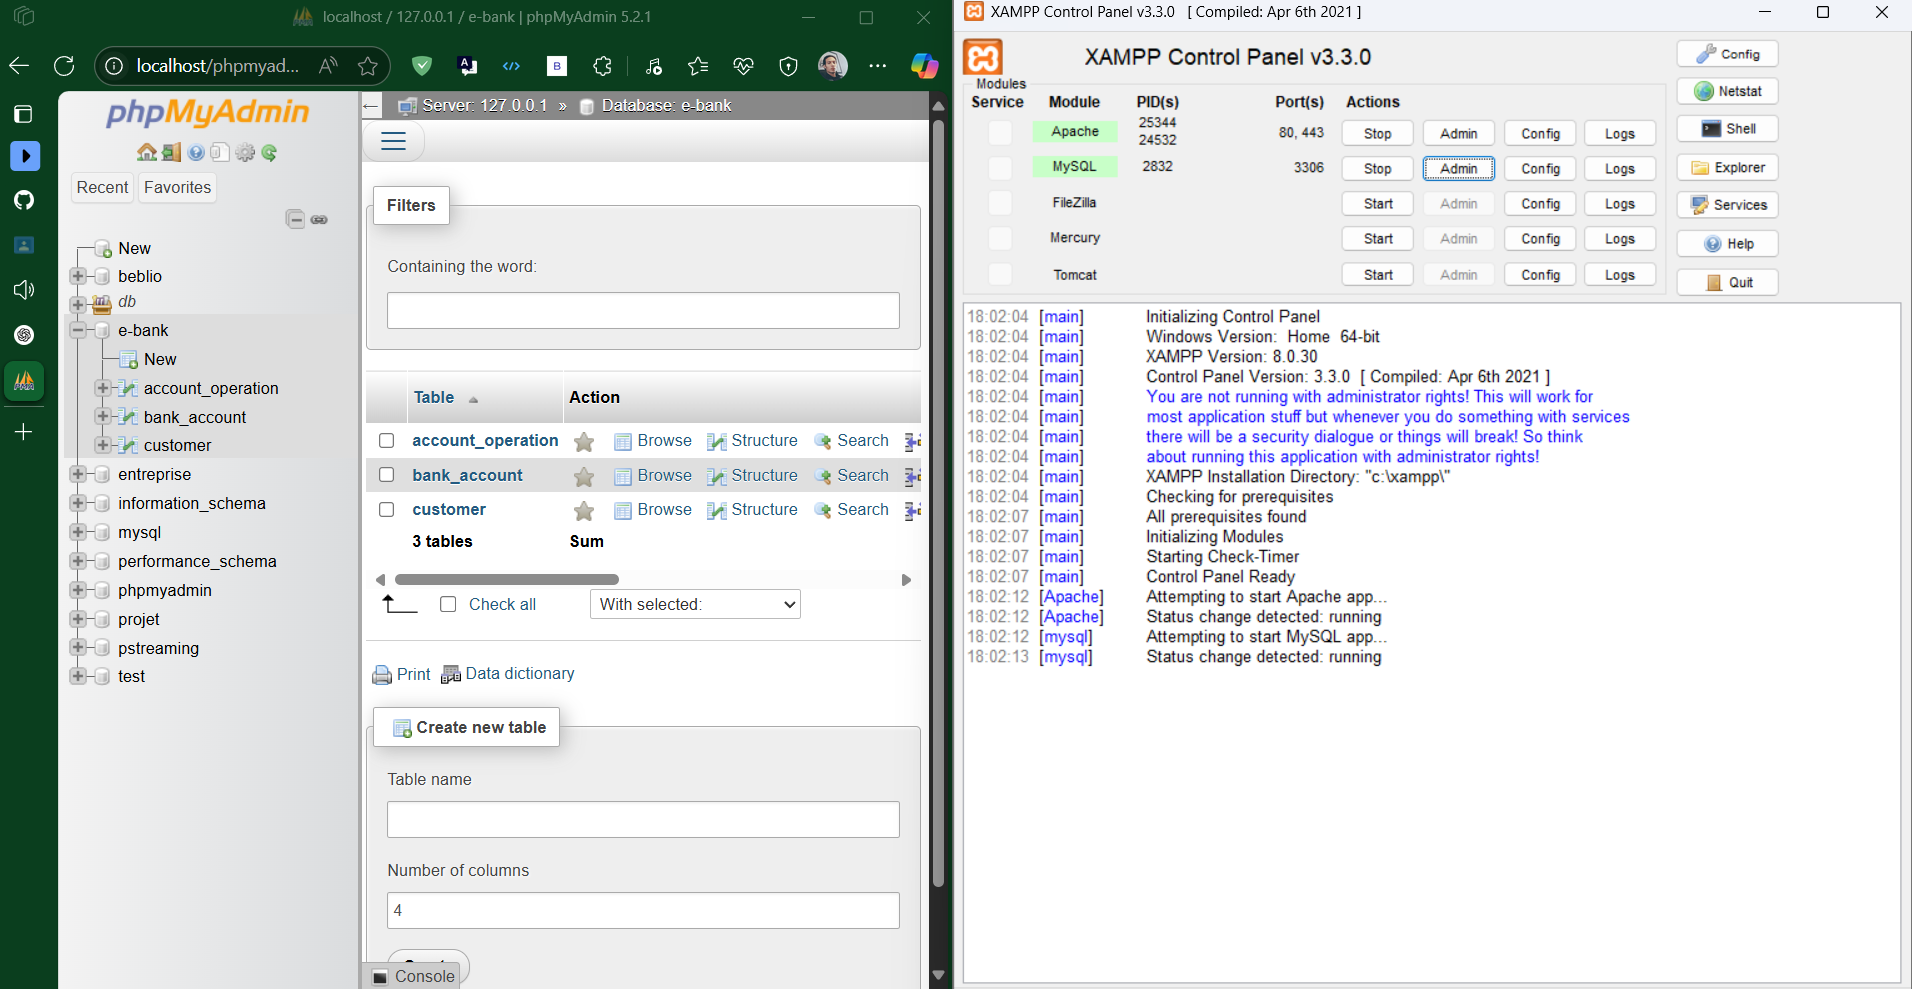 localhost / 127.0.0.1 / e-bank | phpMyAdmin 5.2.1
localhost/phpmyad...
phpMyAdmin
Recent
Favorites
New
beblio
db
e-bank
New
account_operation
bank_account
customer
entreprise
information_schema
mysql
performance_schema
phpmyadmin
projet
pstreaming
test
Server: 127.0.0.1 » Database: e-bank
Filters
Containing the word:
Table Action
account_operation Browse Structure Search
bank_account Browse Structure Search
customer Browse Structure Search
3 tables Sum
Check all With selected:
Print Data dictionary
Create new table
Table name
Number of columns
4
Console
XAMPP Control Panel v3.3.0 [ Compiled: Apr 6th 2021 ]
XAMPP Control Panel v3.3.0
Modules
Service Module PID(s) Port(s) Actions
Apache 25344 24532 80, 443 Stop Admin Config Logs
MySQL 2832 3306 Stop Admin Config Logs
FileZilla Start Admin Config Logs
Mercury Start Admin Config Logs
Tomcat Start Admin Config Logs
Config
Netstat
Shell
Explorer
Services
Help
Quit
18:02:04 [main] Initializing Control Panel
18:02:04 [main] Windows Version: Home 64-bit
18:02:04 [main] XAMPP Version: 8.0.30
18:02:04 [main] Control Panel Version: 3.3.0 [ Compiled: Apr 6th 2021 ]
18:02:04 [main] You are not running with administrator rights! This will work for
18:02:04 [main] most application stuff but whenever you do something with services
18:02:04 [main] there will be a security dialogue or things will break! So think
18:02:04 [main] about running this application with administrator rights!
18:02:04 [main] XAMPP Installation Directory: "c:\xampp\"
18:02:04 [main] Checking for prerequisites
18:02:07 [main] All prerequisites found
18:02:07 [main] Initializing Modules
18:02:07 [main] Starting Check-Timer
18:02:07 [main] Control Panel Ready
18:02:12 [Apache] Attempting to start Apache app...
18:02:12 [Apache] Status change detected: running
18:02:12 [mysql] Attempting to start MySQL app...
18:02:13 [mysql] Status change detected: running